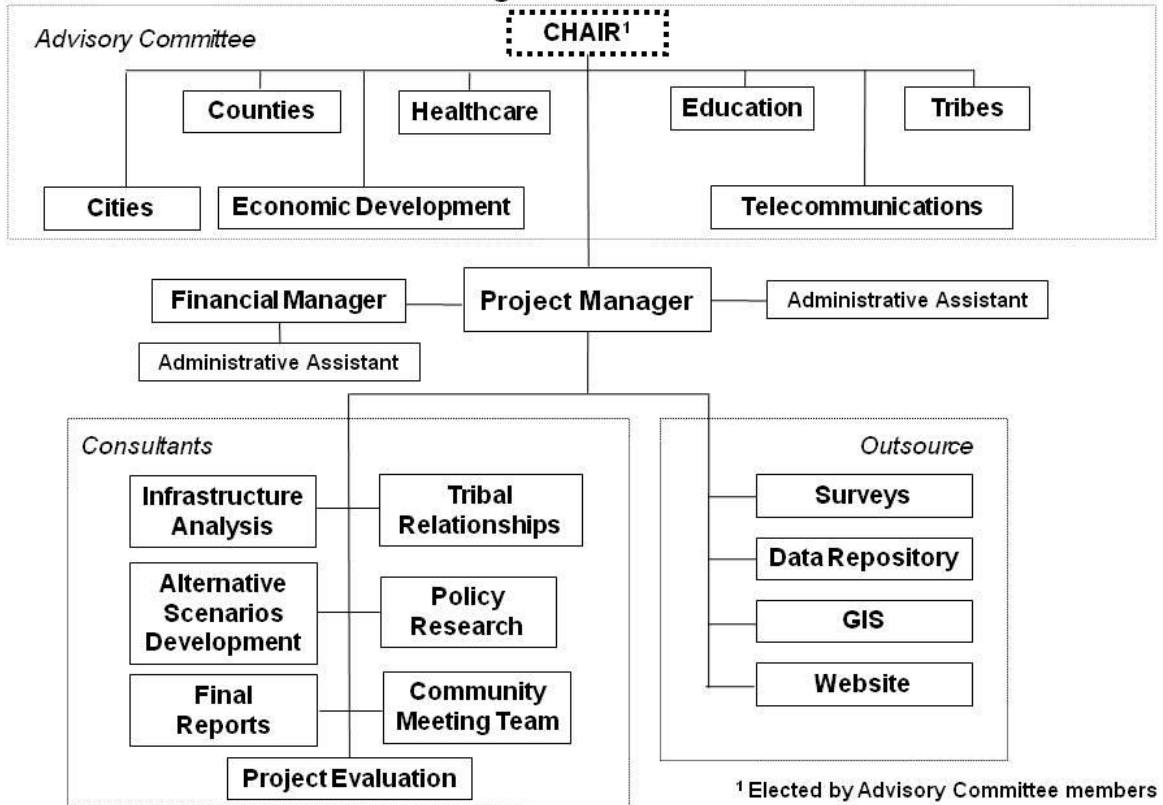 CHAIR¹
Advisory Committee
Counties
Healthcare
Education
Tribes
Cities
Economic Development
Telecommunications
Financial Manager
Project Manager
Administrative Assistant
Administrative Assistant
Consultants
Infrastructure
Analysis
Tribal
Relationships
Alternative
Scenarios
Development
Policy
Research
Final
Reports
Community
Meeting Team
Project Evaluation
Outsource
Surveys
Data Repository
GIS
Website
¹ Elected by Advisory Committee members